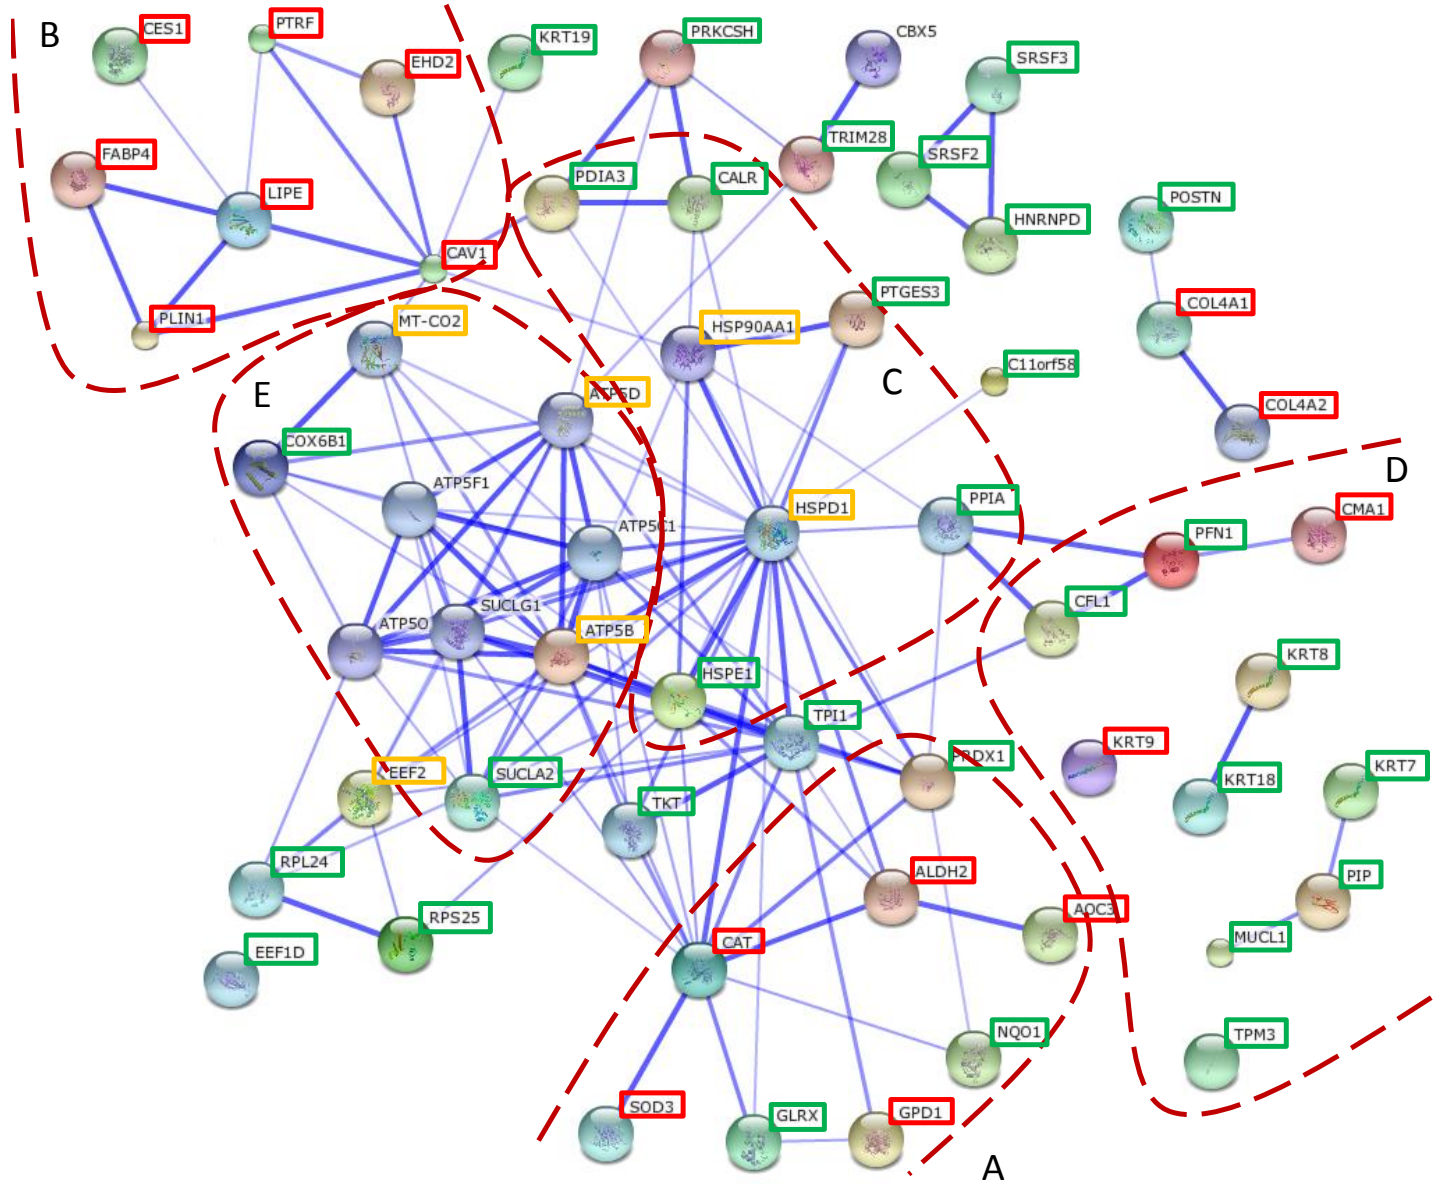 B
CES1
PTRF
KRT19
PRKCSH
CBX5
SRSF3
EHD2
TRIM28
SRSF2
FABP4
LIPE
PDIA3
CALR
POSTN
HNRNPD
CAV1
PTGES3
COL4A1
PLIN1
MT-CO2
HSP90AA1
C11orf58
E
ATP5D
C
COL4A2
COX6B1
D
ATP5F1
ATP5C1
HSPD1
PPIA
CMA1
PFN1
SUCLG1
CFL1
ATP5O
ATP5B
HSPE1
KRT8
TPI1
KRT9
PRDX1
EEF2
SUCLA2
KRT18
KRT7
TKT
RPL24
ALDH2
PIP
RPS25
AOC3
CAT
MUCL1
EEF1D
NQO1
TPM3
SOD3
GLRX
GPD1
A